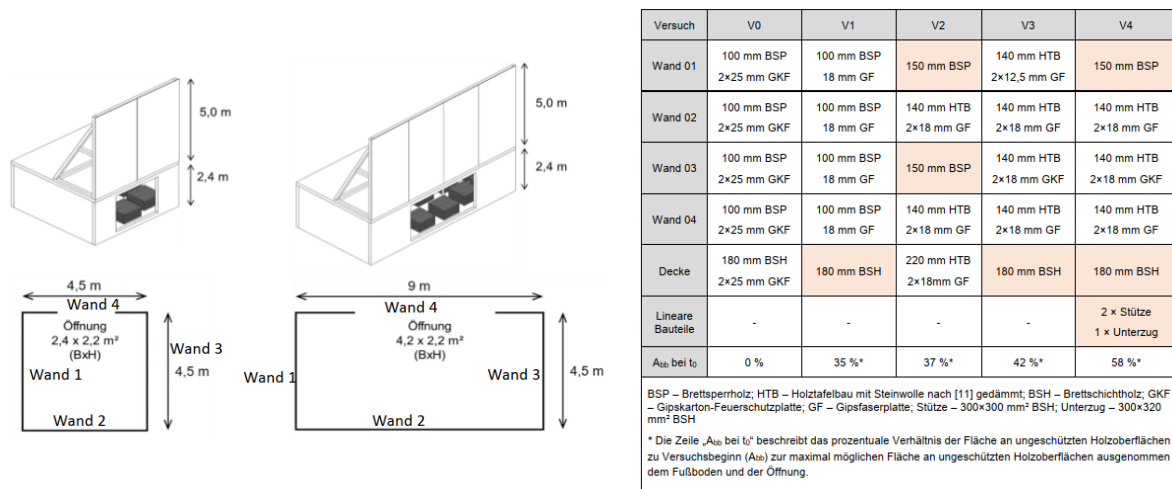 5,0 m
2,4 m
5,0 m
2,4 m
4,5 m
Wand 4
Öffnung
2,4 x 2,2 m²
(BxH)
Wand 3
4,5 m
Wand 1
Wand 2
9 m
Wand 4
Öffnung
4,2 x 2,2 m²
(BxH)
Wand 1
Wand 3
4,5 m
Wand 2
Versuch V0 V1 V2 V3 V4
Wand 01 100 mm BSP 2×25 mm GKF 100 mm BSP 18 mm GF 150 mm BSP 140 mm HTB 2×12,5 mm GF 150 mm BSP
Wand 02 100 mm BSP 2×25 mm GKF 100 mm BSP 18 mm GF 140 mm HTB 2×18 mm GF 140 mm HTB 2×18 mm GF 140 mm HTB 2×18 mm GF
Wand 03 100 mm BSP 2×25 mm GKF 100 mm BSP 18 mm GF 150 mm BSP 140 mm HTB 2×18 mm GKF 140 mm HTB 2×18 mm GKF
Wand 04 100 mm BSP 2×25 mm GKF 100 mm BSP 18 mm GF 140 mm HTB 2×18 mm GF 140 mm HTB 2×18 mm GF 140 mm HTB 2×18 mm GF
Decke 180 mm BSH 2×25 mm GKF 180 mm BSH 220 mm HTB 2×18mm GF 180 mm BSH 180 mm BSH
Lineare Bauteile - - - - 2 × Stütze 1 × Unterzug
Abb bei t0 0 % 35 %* 37 %* 42 %* 58 %*
BSP – Brettsperrholz; HTB – Holztafelbau mit Steinwolle nach [11] gedämmt; BSH – Brettschichtholz; GKF
– Gipskarton-Feuerschutzplatte; GF – Gipsfaserplatte; Stütze – 300×300 mm² BSH; Unterzug – 300×320
mm² BSH
* Die Zeile „Abb bei t0“ beschreibt das prozentuale Verhältnis der Fläche an ungeschützten Holzoberflächen
zu Versuchsbeginn (Abb) zur maximal möglichen Fläche an ungeschützten Holzoberflächen ausgenommen
dem Fußboden und der Öffnung.